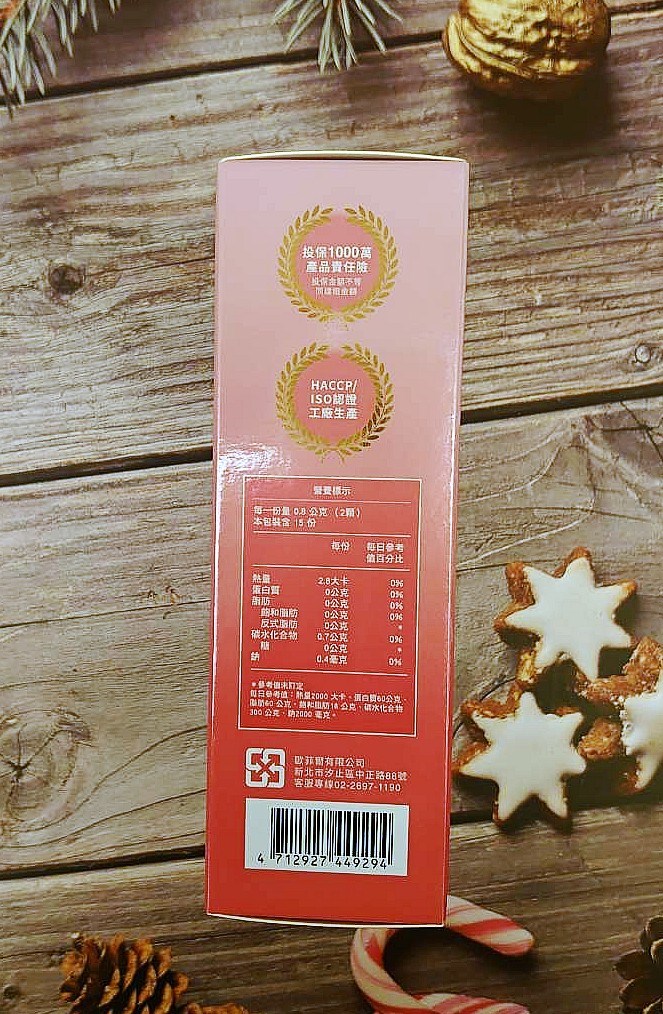 投保1000萬
產品責任險
投保金額不等
同理賠金額
HACCP/
ISO認證
工廠生產
營養標示
每一份量 0.8 公克 (2顆)
本包裝含 15 份
每份 每日參考
值百分比
熱量 2.8大卡 0%
蛋白質 0公克 0%
脂肪 0公克 0%
飽和脂肪 0公克 0%
反式脂肪 0公克 *
碳水化合物 0.7公克 0%
糖 0公克 *
鈉 0.4毫克 0%
*參考值未訂定
每日參考值:熱量2000 大卡、蛋白質60公克、
脂肪60 公克、飽和脂肪18 公克、碳水化合物
300 公克、鈉2000 毫克。
歐菲爾有限公司
新北市汐止區中正路88號
客服專線02-2697-1190
4 712927 449294